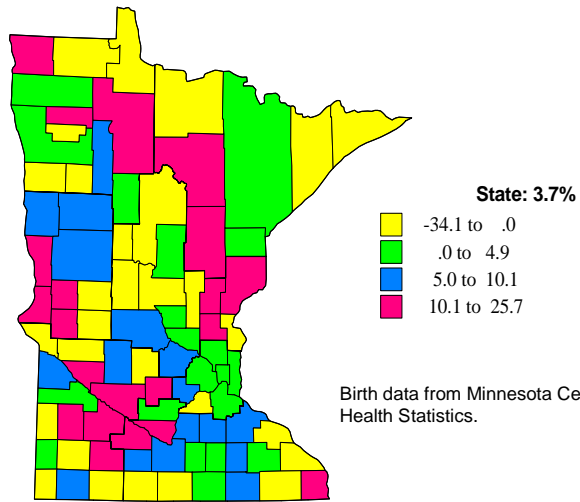 State: 3.7%
-34.1 to .0
.0 to 4.9
5.0 to 10.1
10.1 to 25.7
Birth data from Minnesota Ce
Health Statistics.